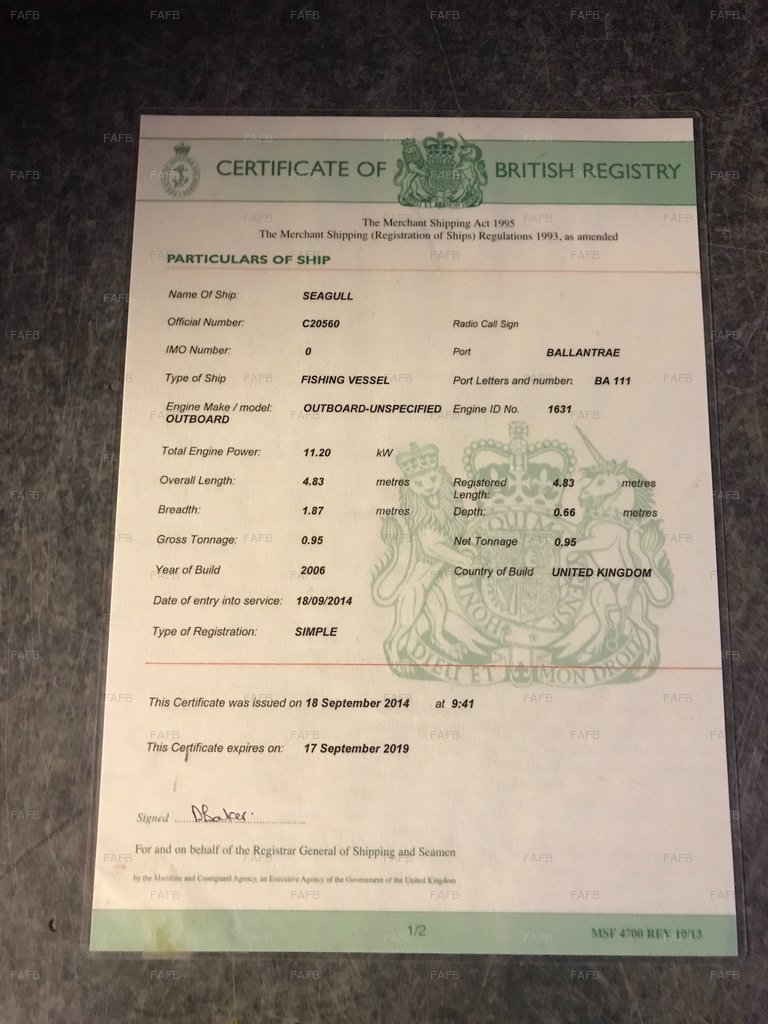 CERTIFICATE OF BRITISH REGISTRY
The Merchant Shipping Act 1995
The Merchant Shipping (Registration of Ships) Regulations 1993, as amended
PARTICULARS OF SHIP
Name Of Ship: SEAGULL
Official Number: C20560 Radio Call Sign
IMO Number: 0 Port BALLANTRAE
Type of Ship FISHING VESSEL Port Letters and number: BA 111
Engine Make / model: OUTBOARD-UNSPECIFIED Engine ID No. 1631
OUTBOARD
Total Engine Power: 11.20 kW
Overall Length: 4.83 metres Registered 4.83 metres
Length:
Breadth: 1.87 metres Depth: 0.66 metres
Gross Tonnage: 0.95 Net Tonnage 0.95
Year of Build 2006 Country of Build UNITED KINGDOM
Date of entry into service: 18/09/2014
Type of Registration: SIMPLE
DIEU ET MON DROIT
This Certificate was issued on 18 September 2014 at 9:41
This Certificate expires on: 17 September 2019
Signed DBaker.
For and on behalf of the Registrar General of Shipping and Seamen
by the Maritime and Coastguard Agency, an Executive Agency of the Government of the United Kingdom
1/2 MSF 4700 REV 10/13
FAFB